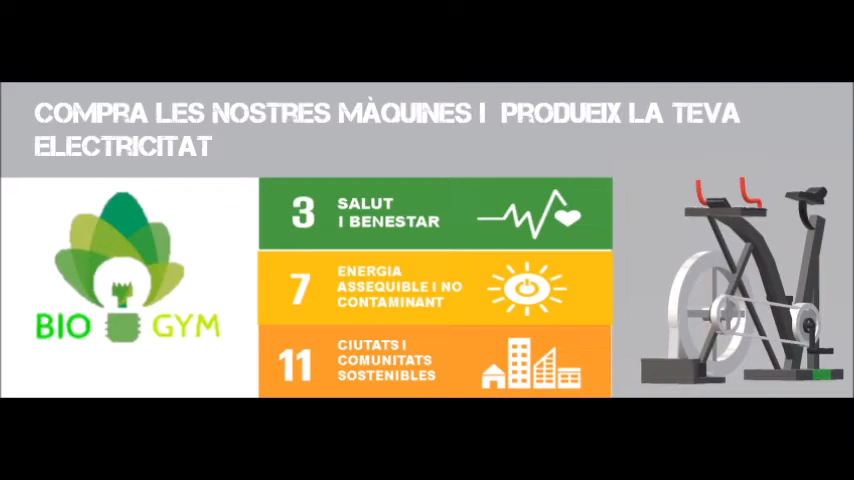 COMPRA LES NOSTRES MÀQUINES I PRODUEIX LA TEVA
ELECTRICITAT
BIO GYM
3 SALUT
I BENESTAR
7 ENERGIA
ASSEQUIBLE I NO
CONTAMINANT
11 CIUTATS I
COMUNITATS
SOSTENIBLES